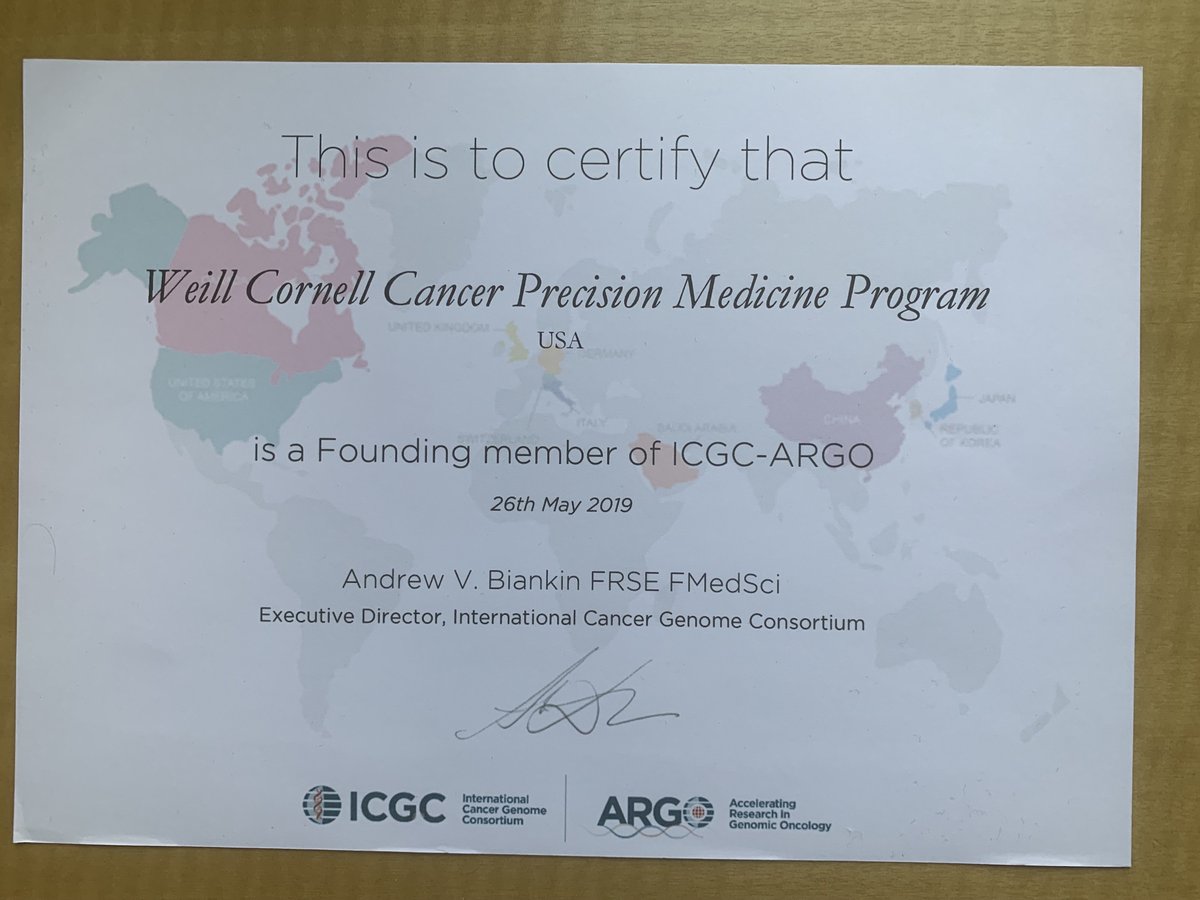 This is to certify that
Weill Cornell Cancer Precision Medicine Program
USA
UNITED KINGDOM
GERMANY
UNITED STATES
OF AMERICA
ITALY
SWITZERLAND
SAUDI ARABIA
CHINA
JAPAN
REPUBLIC
OF KOREA
is a Founding member of ICGC-ARGO
26th May 2019
Andrew V. Biankin FRSE FMedSci
Executive Director, International Cancer Genome Consortium
ICGC
International
Cancer Genome
Consortium
ARGO
Accelerating
Research in
Genomic Oncology